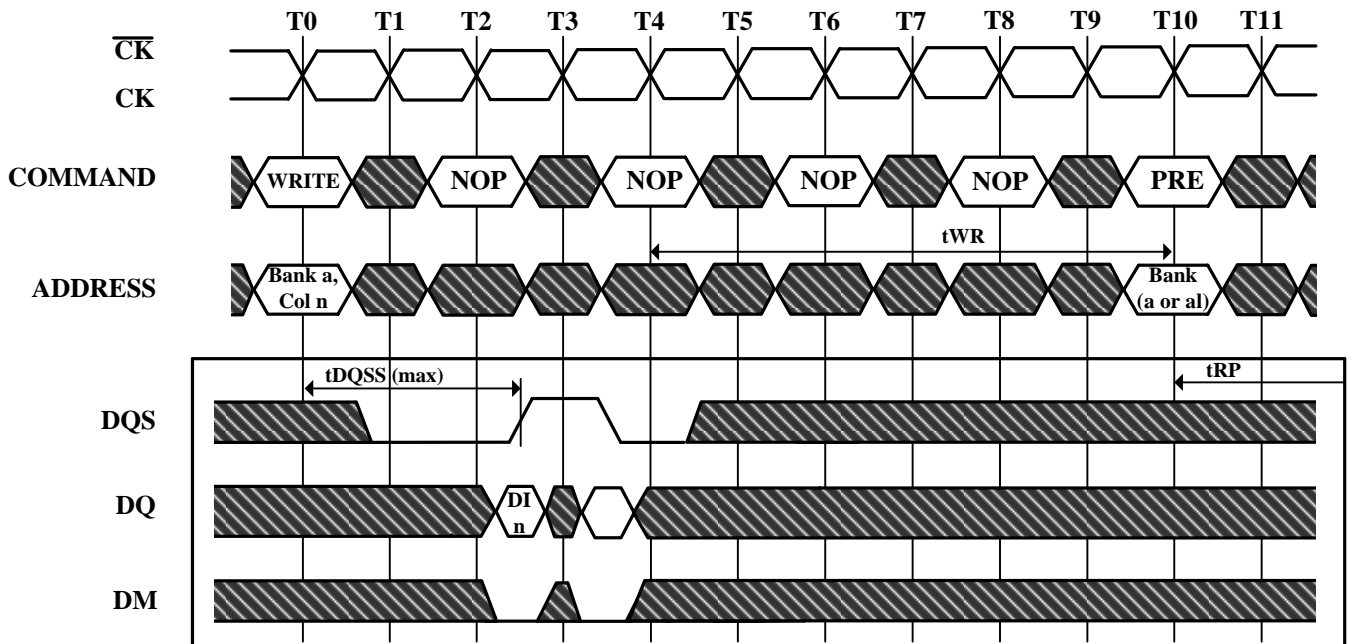 T0 T1 T2 T3 T4 T5 T6 T7 T8 T9 T10 T11
CK
CK
COMMAND
WRITE NOP NOP NOP NOP PRE
tWR
ADDRESS
Bank a,
Col n
Bank
(a or al)
tDQSS (max)
tRP
DQS
DQ
DI
n
DM